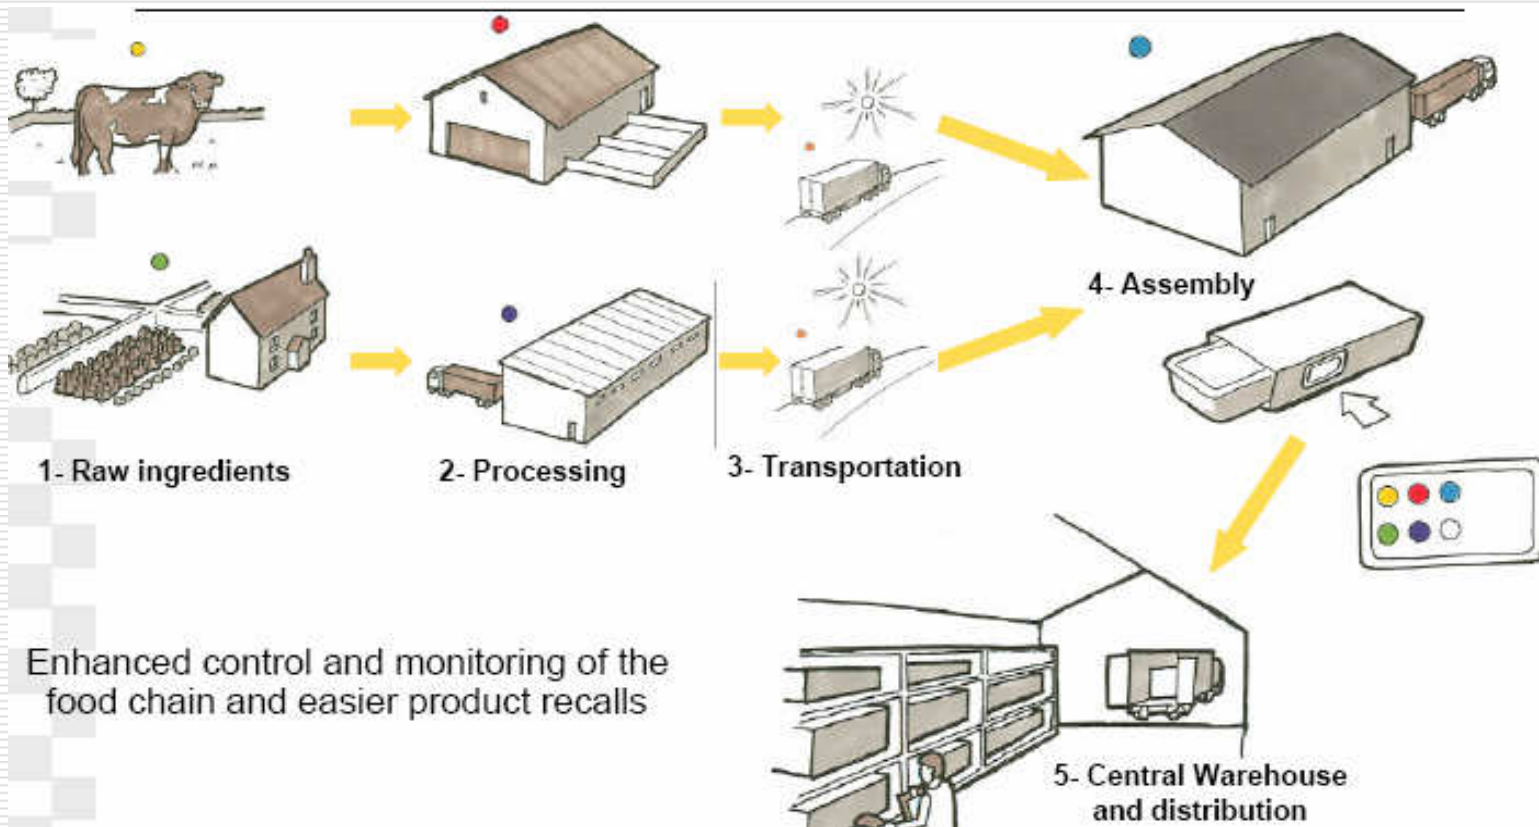 4- Assembly
1- Raw ingredients
2- Processing
3- Transportation
Enhanced control and monitoring of the
food chain and easier product recalls
5- Central Warehouse
and distribution